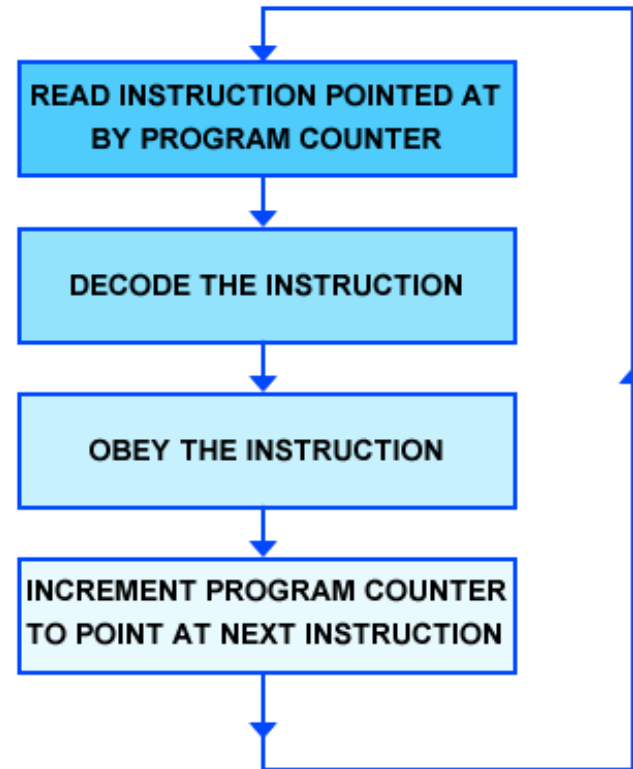 READ INSTRUCTION POINTED AT
BY PROGRAM COUNTER
DECODE THE INSTRUCTION
OBEY THE INSTRUCTION
INCREMENT PROGRAM COUNTER
TO POINT AT NEXT INSTRUCTION